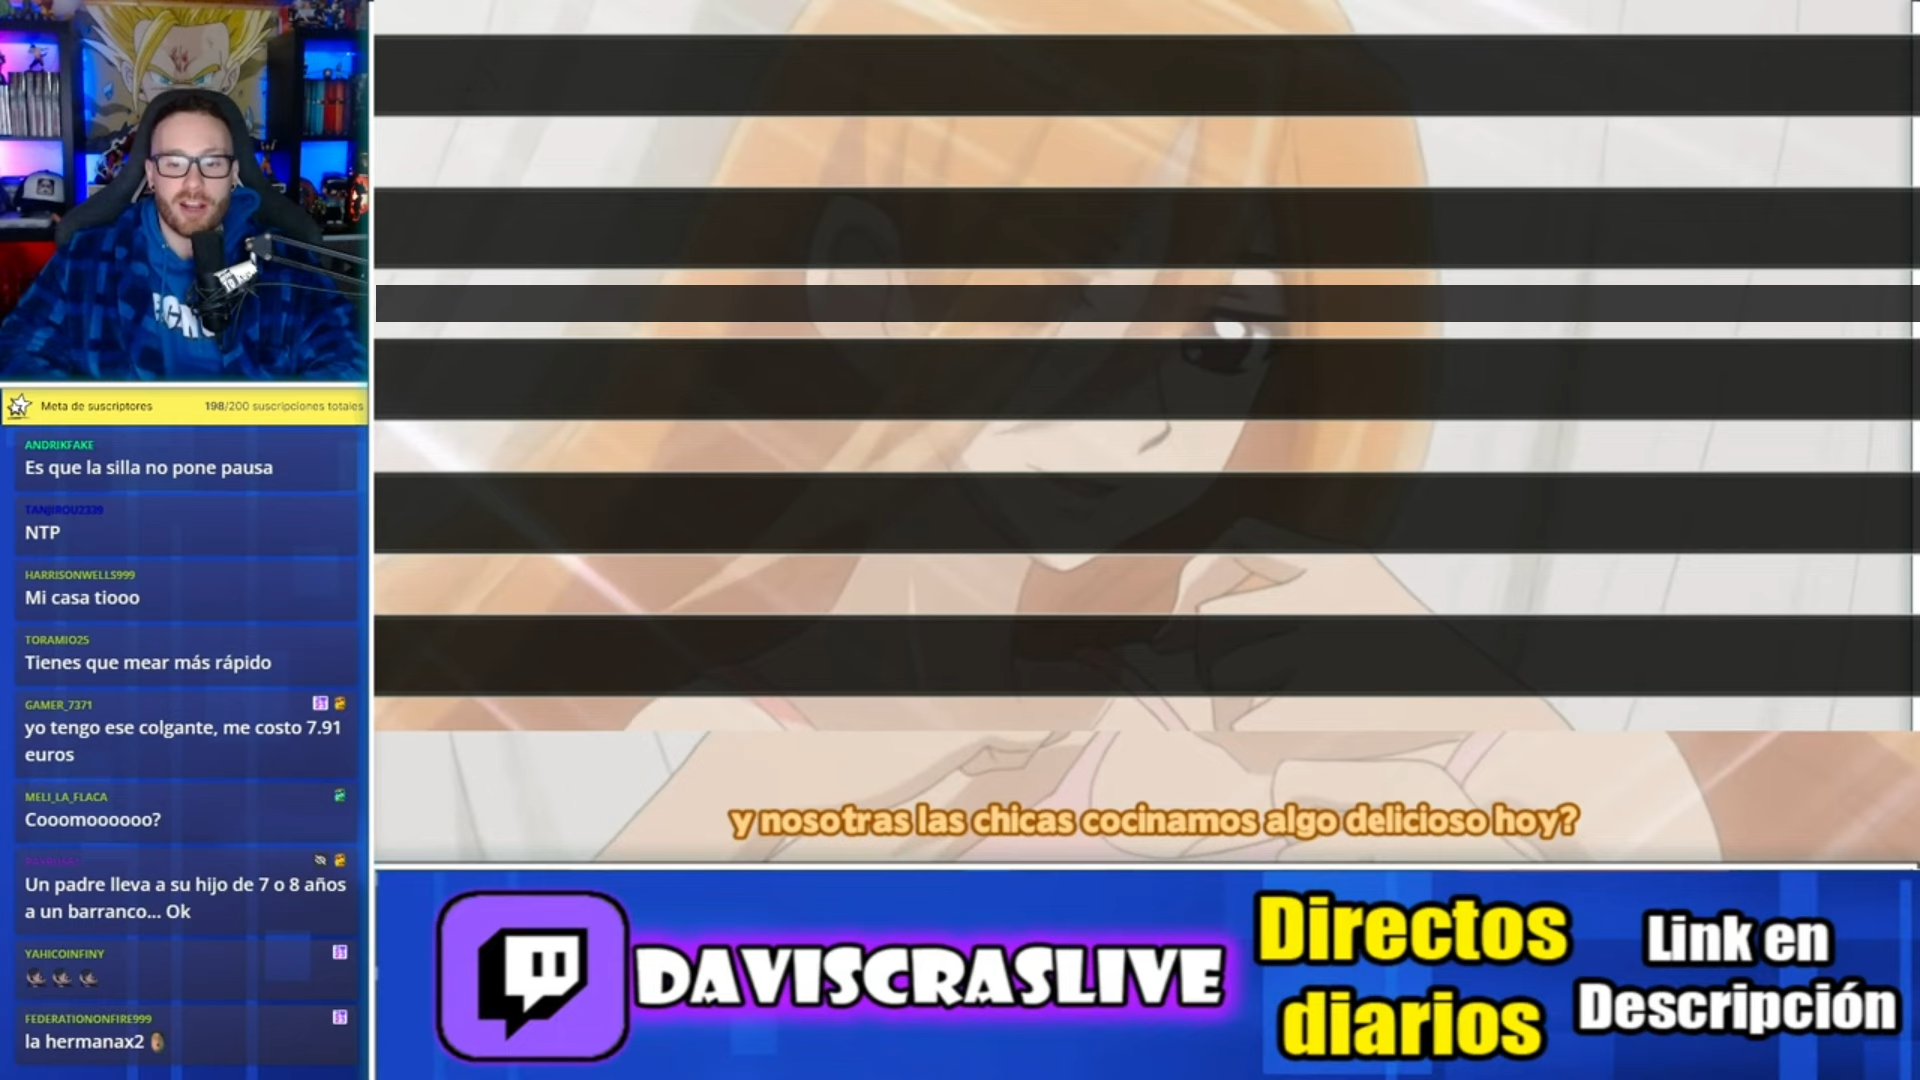 Meta de suscriptores 198/200 suscripciones totales
ANDRIKFAKE
Es que la silla no pone pausa
TANJIROU2339
NTP
HARRISONWELLS999
Mi casa tiooo
TORAMIO25
Tienes que mear más rápido
GAMER_7371
yo tengo ese colgante, me costo 7.91
euros
MELI_LA_FLACA
Cooomoooooo?
Un padre lleva a su hijo de 7 o 8 años
a un barranco... Ok
YAHICOINFINY
FEDERATIONONFIRE999
la hermanax2
y nosotras las chicas cocinamos algo delicioso hoy?
DAVISCRASLIVE
Directos
diarios
Link en
Descripción